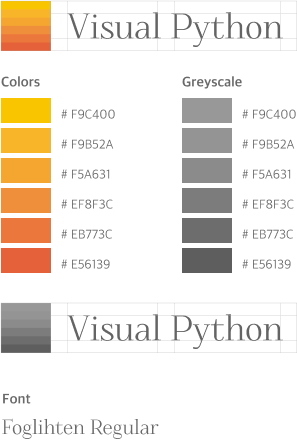 Visual Python
Colors Greyscale
# F9C400 # F9C400
# F9B52A # F9B52A
# F5A631 # F5A631
# EF8F3C # EF8F3C
# EB773C # EB773C
# E56139 # E56139
Visual Python
Font
Foglihten Regular